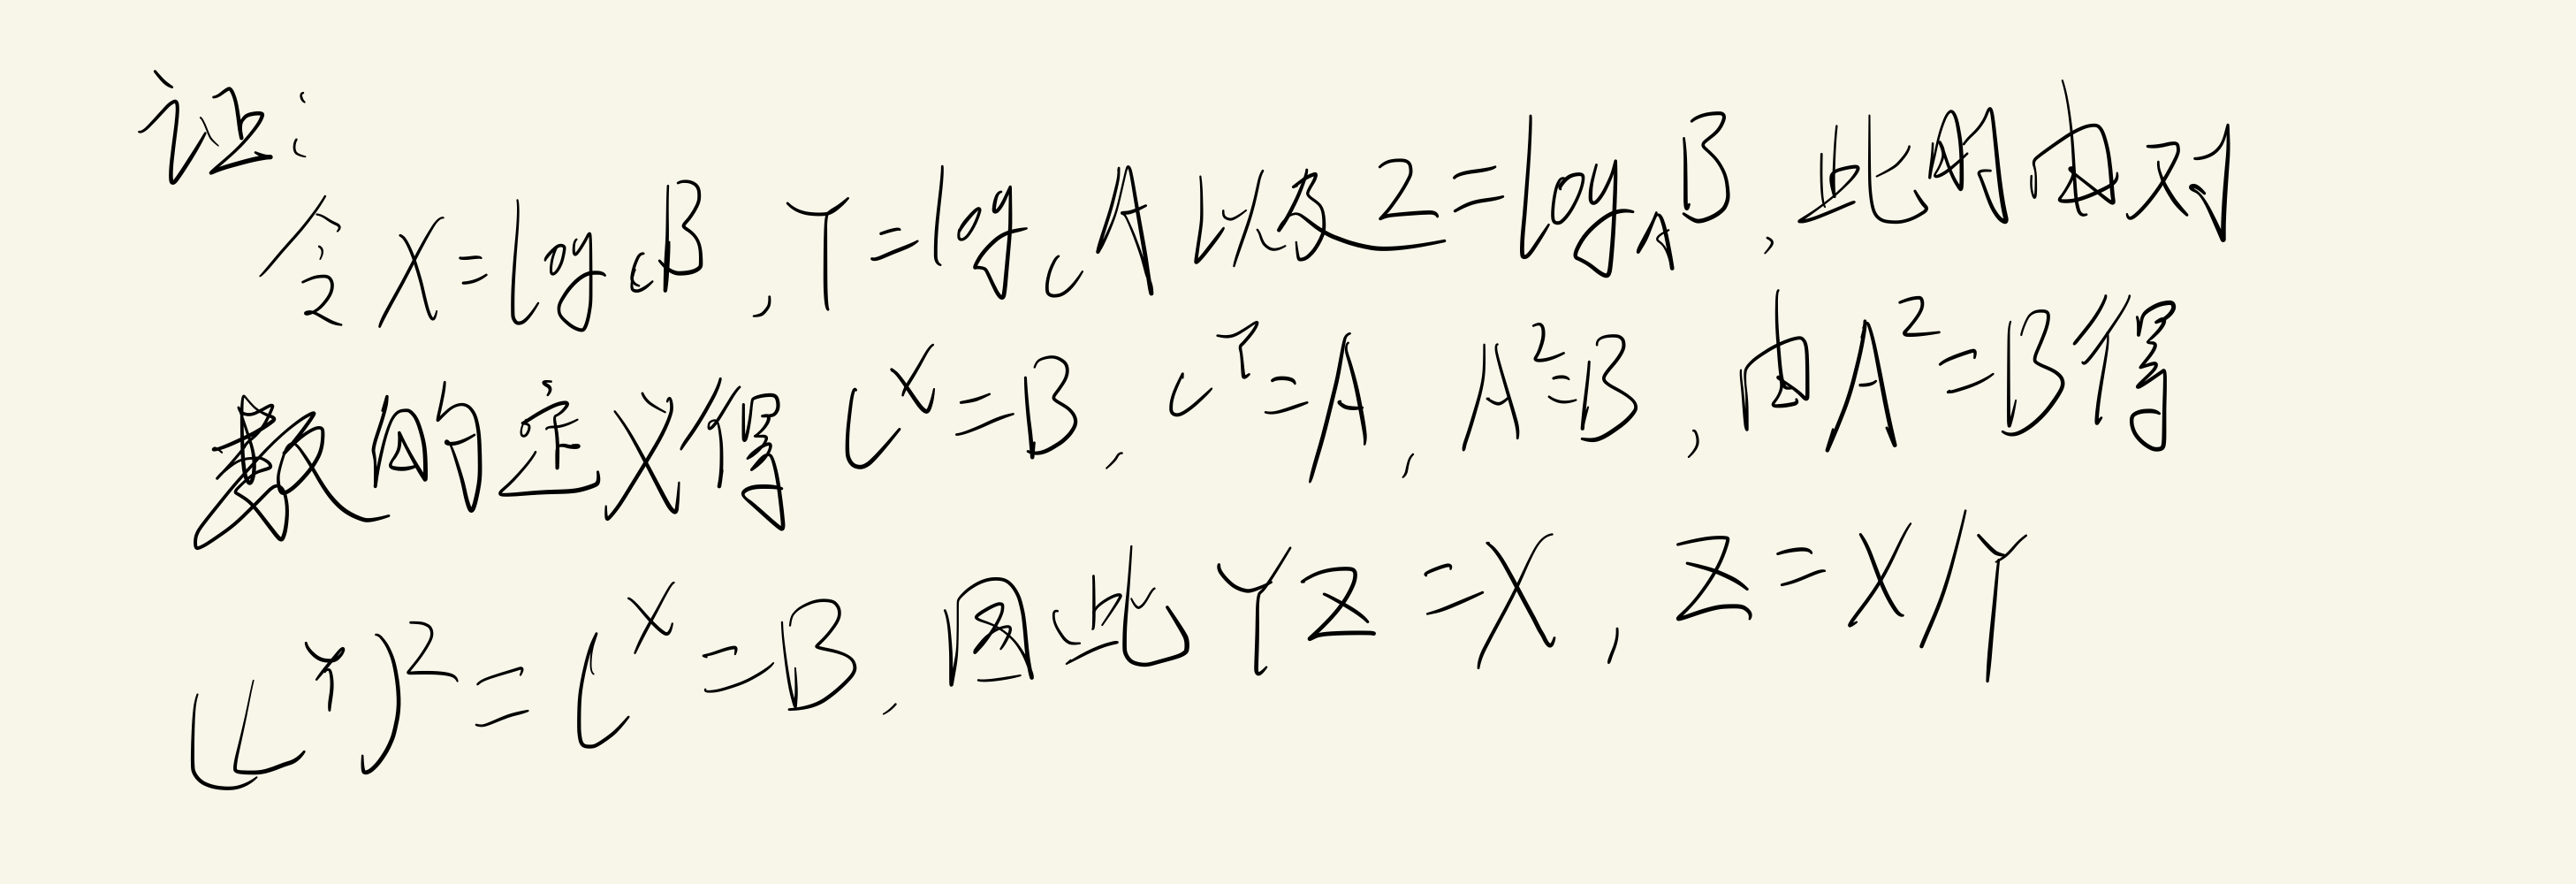 证：
令 X = log_C B , Y = log_C A 以及 Z = log_A B , 此时由对
数的定义得 C^X = B , C^Y = A , A^Z = B , 由 A^Z = B 得
(C^Y)^Z = C^X = B , 因此 YZ = X , Z = X/Y